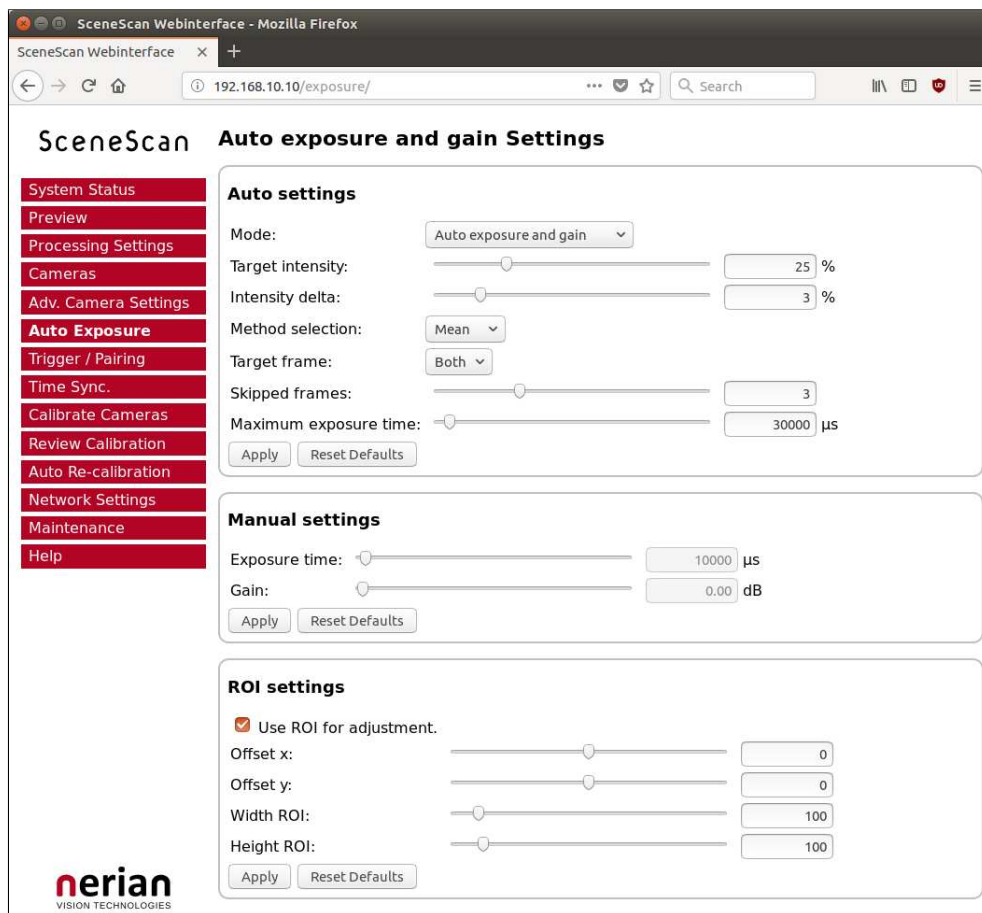 SceneScan Webinterface - Mozilla Firefox
SceneScan Webinterface × +
192.168.10.10/exposure/ Search
SceneScan
System Status
Preview
Processing Settings
Cameras
Adv. Camera Settings
Auto Exposure
Trigger / Pairing
Time Sync.
Calibrate Cameras
Review Calibration
Auto Re-calibration
Network Settings
Maintenance
Help
nerian
VISION TECHNOLOGIES
Auto exposure and gain Settings
Auto settings
Mode: Auto exposure and gain
Target intensity: 25 %
Intensity delta: 3 %
Method selection: Mean
Target frame: Both
Skipped frames: 3
Maximum exposure time: 30000 µs
Apply Reset Defaults
Manual settings
Exposure time: 10000 µs
Gain: 0.00 dB
Apply Reset Defaults
ROI settings
Use ROI for adjustment.
Offset x: 0
Offset y: 0
Width ROI: 100
Height ROI: 100
Apply Reset Defaults